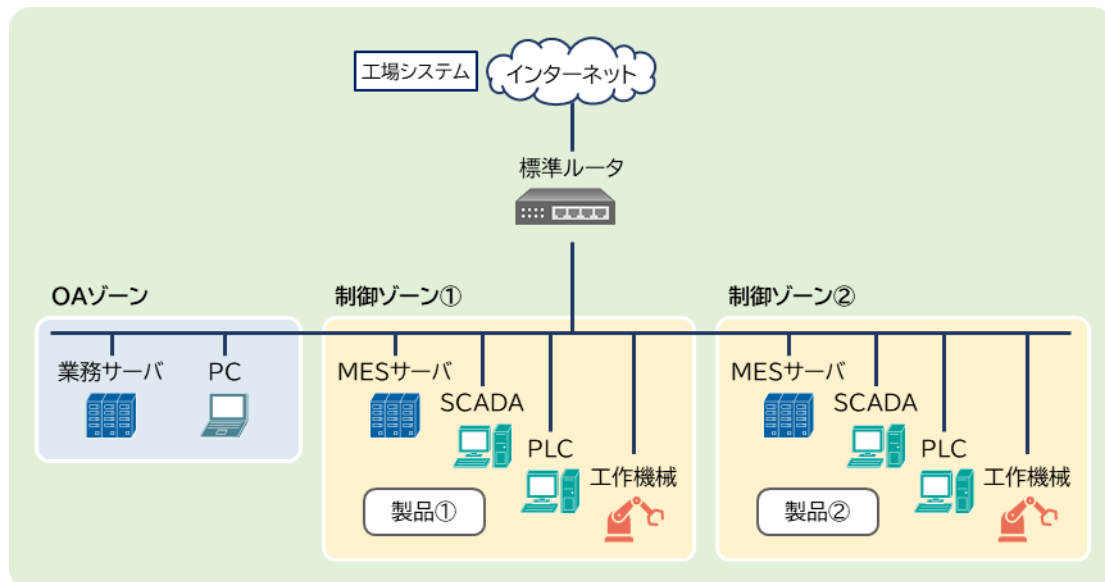 工場システム
インターネット
標準ルータ
OAゾーン
制御ゾーン①
制御ゾーン②
業務サーバ
PC
MESサーバ
SCADA
PLC
工作機械
製品①
MESサーバ
SCADA
PLC
工作機械
製品②